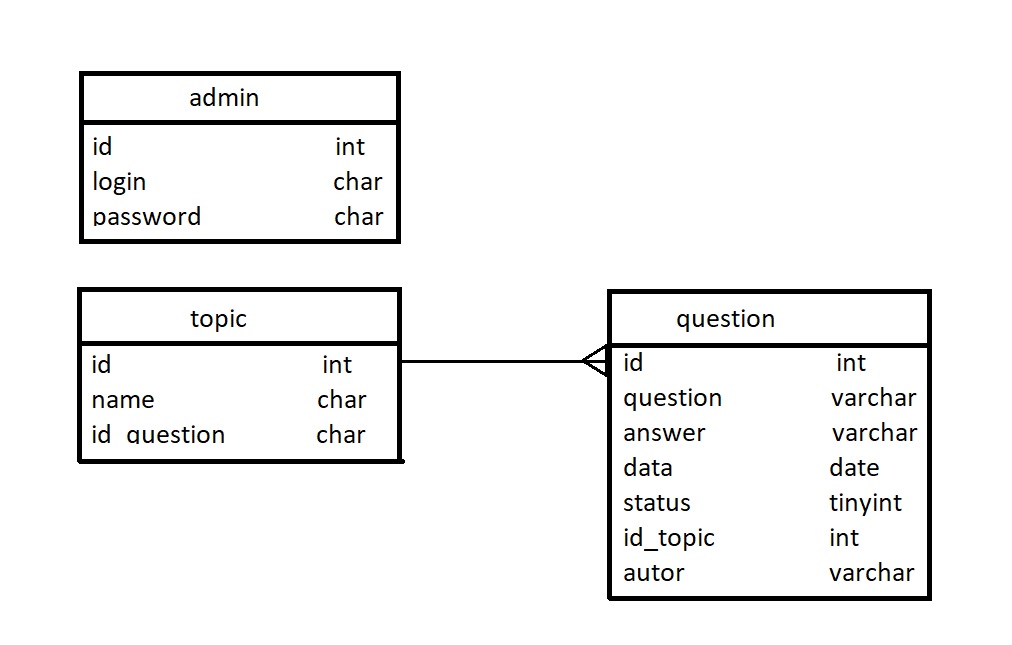 admin
id int
login char
password char
topic
id int
name char
id_question char
question
id int
question varchar
answer varchar
data date
status tinyint
id_topic int
autor varchar